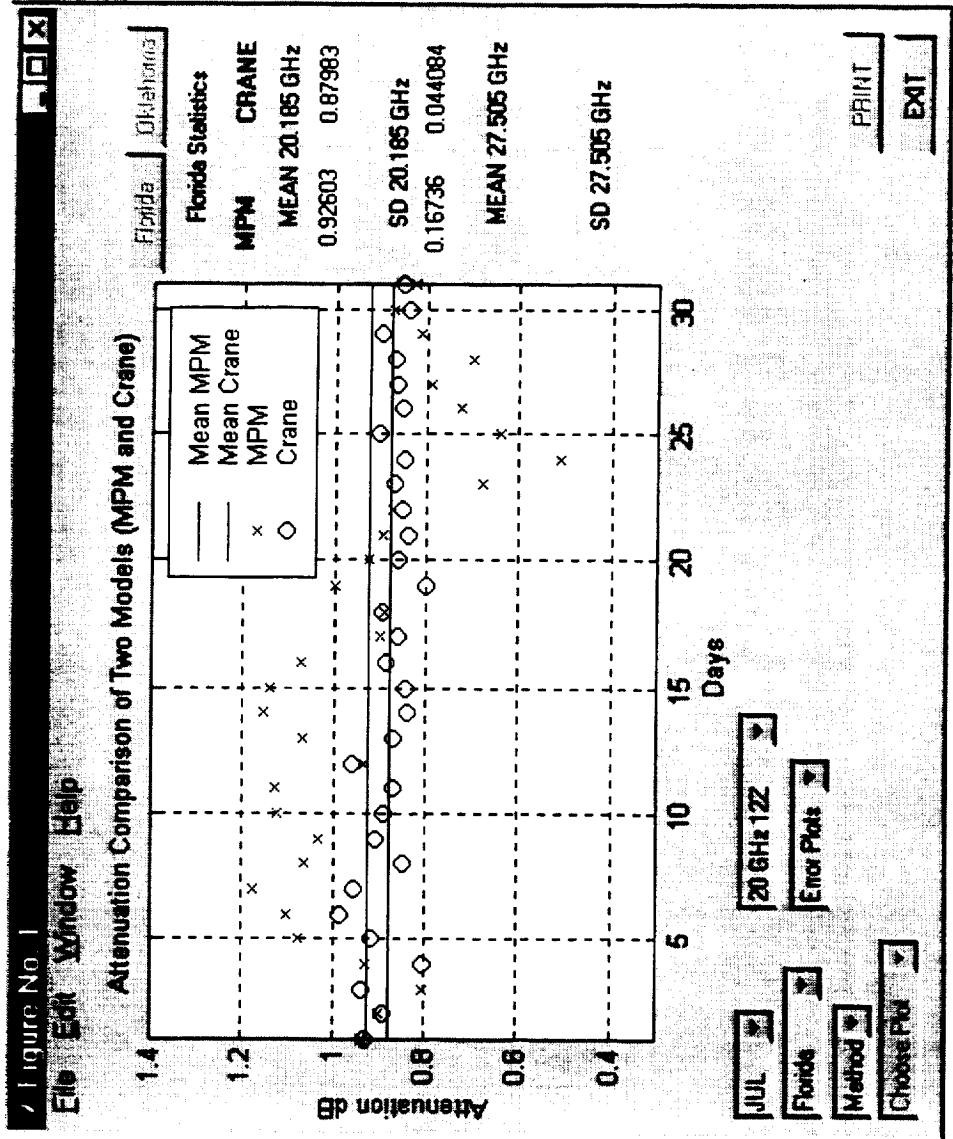 Figure No. 1
File Edit Window Help
Attenuation Comparison of Two Models (MPM and Crane)
Florida Oklahoma
Florida Statistics
MPM CRANE
MEAN 20.185 GHz
0.92603 0.87983
SD 20.185 GHz
0.16736 0.044084
MEAN 27.505 GHz
SD 27.505 GHz
Mean MPM
Mean Crane
MPM
Crane
1.4
1.2
1
0.8
0.6
0.4
Attenuation dB
5 10 15 20 25 30
Days
JUL
20 GHz 12Z
Florida
Error Plots
Method
Choose Plot
PRINT
EXIT